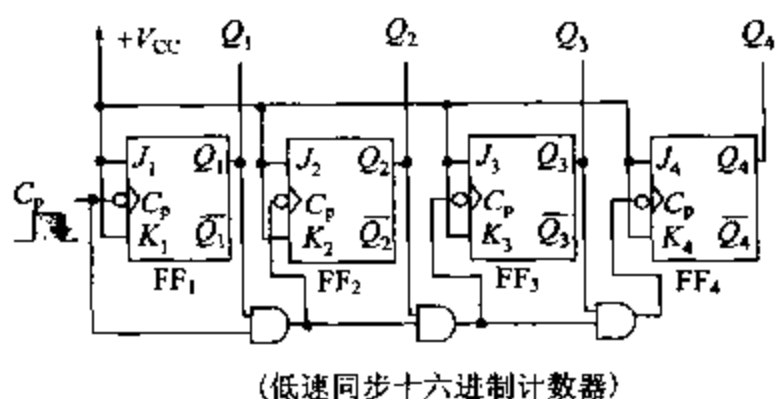 +V_CC Q₁ Q₂ Q₃ Q₄
J₁ Q₁ J₂ Q₂ J₃ Q₃ J₄ Q₄
C_p C_p C_p C_p C_p
K₁ Q̅₁ K₂ Q̅₂ K₃ Q̅₃ K₄ Q̅₄
FF₁ FF₂ FF₃ FF₄
(低速同步十六进制计数器)